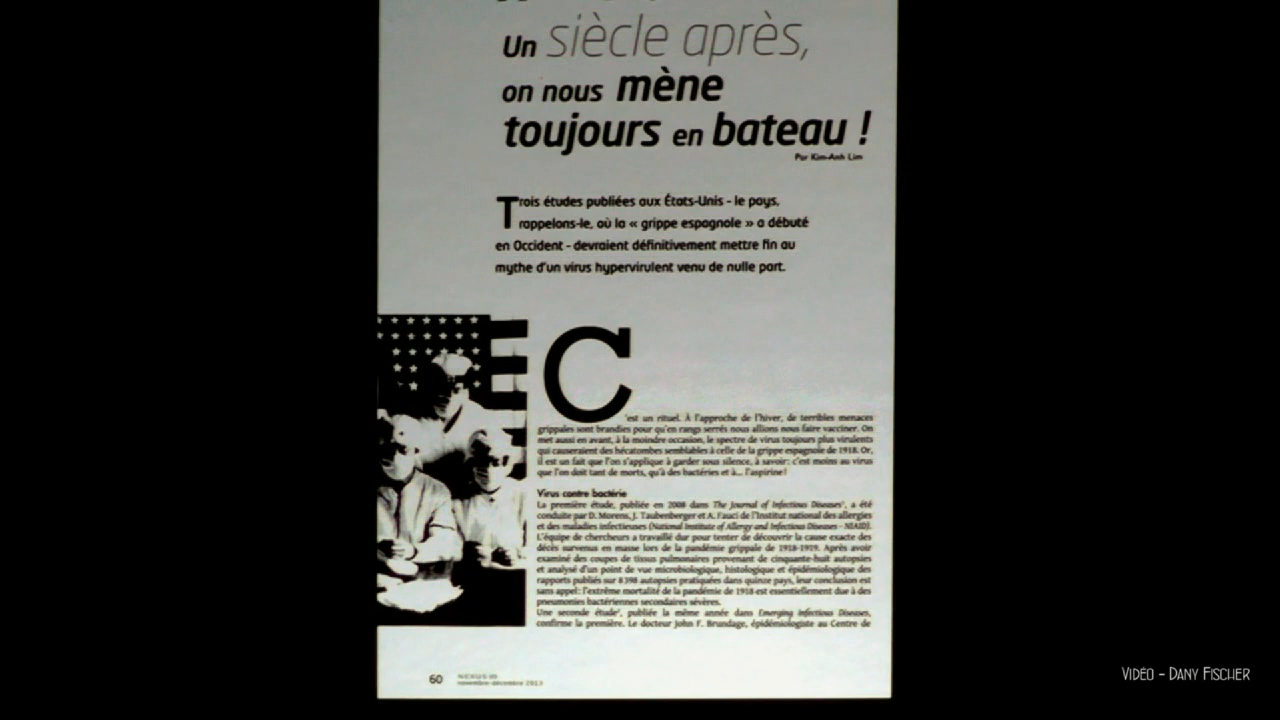 Un siècle après,
on nous mène
toujours en bateau !
Par Kim-Anh Lim
Trois études publiées aux États-Unis - le pays,
rappelons-le, où la « grippe espagnole » a débuté
en Occident - devraient définitivement mettre fin au
mythe d'un virus hypervirulent venu de nulle part.
C'est un rituel. À l'approche de l'hiver, de terribles menaces
grippales sont brandies pour qu'en rangs serrés nous allions nous faire vacciner. On
met aussi en avant, à la moindre occasion, le spectre de virus toujours plus virulents
qui causeraient des hécatombes semblables à celle de la grippe espagnole de 1918. Or,
il est un fait que l'on s'applique à garder sous silence, à savoir : c'est moins au virus
que l'on doit tant de morts, qu'à des bactéries et à... l'aspirine !
Virus contre bactérie
La première étude, publiée en 2008 dans The Journal of Infectious Diseases¹, a été
conduite par D. Morens, J. Taubenberger et A. Fauci de l'Institut national des allergies
et des maladies infectieuses (National Institute of Allergy and Infectious Diseases - NIAID).
L'équipe de chercheurs a travaillé dur pour tenter de découvrir la cause exacte des
décès survenus en masse lors de la pandémie grippale de 1918-1919. Après avoir
examiné des coupes de tissus pulmonaires provenant de cinquante-huit autopsies
et analysé d'un point de vue microbiologique, histologique et épidémiologique des
rapports publiés sur 8 398 autopsies pratiquées dans quinze pays, leur conclusion est
sans appel : l'extrême mortalité de la pandémie de 1918 est essentiellement due à des
pneumonies bactériennes secondaires sévères.
Une seconde étude², publiée la même année dans Emerging Infectious Diseases,
confirme la première. Le docteur John F. Brundage, épidémiologiste au Centre de
60
NEXUS
novembre-décembre 2013
Vidéo - Dany Fischer